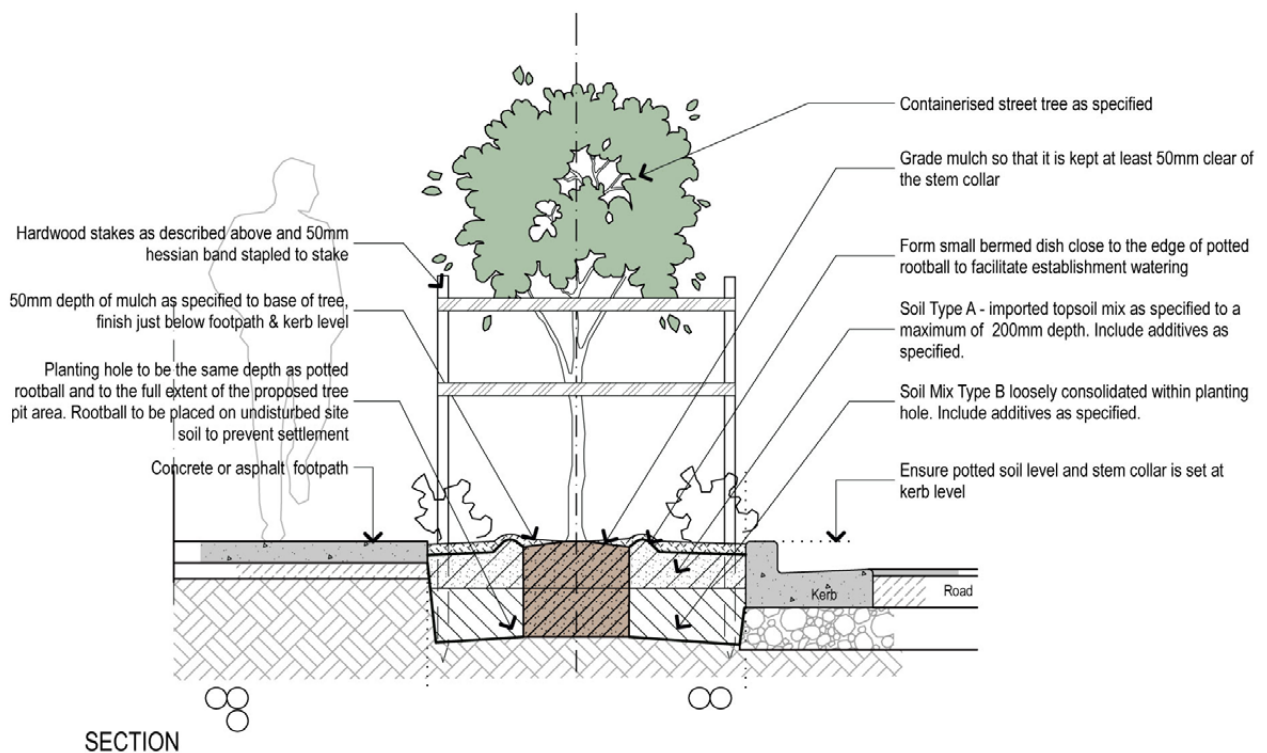 Containerised street tree as specified
Grade mulch so that it is kept at least 50mm clear of
the stem collar
Hardwood stakes as described above and 50mm
hessian band stapled to stake
Form small bermed dish close to the edge of potted
rootball to facilitate establishment watering
50mm depth of mulch as specified to base of tree,
finish just below footpath & kerb level
Soil Type A - imported topsoil mix as specified to a
maximum of 200mm depth. Include additives as
specified.
Planting hole to be the same depth as potted
rootball and to the full extent of the proposed tree
pit area. Rootball to be placed on undisturbed site
soil to prevent settlement
Soil Mix Type B loosely consolidated within planting
hole. Include additives as specified.
Concrete or asphalt footpath
Ensure potted soil level and stem collar is set at
kerb level
Kerb
Road
SECTION